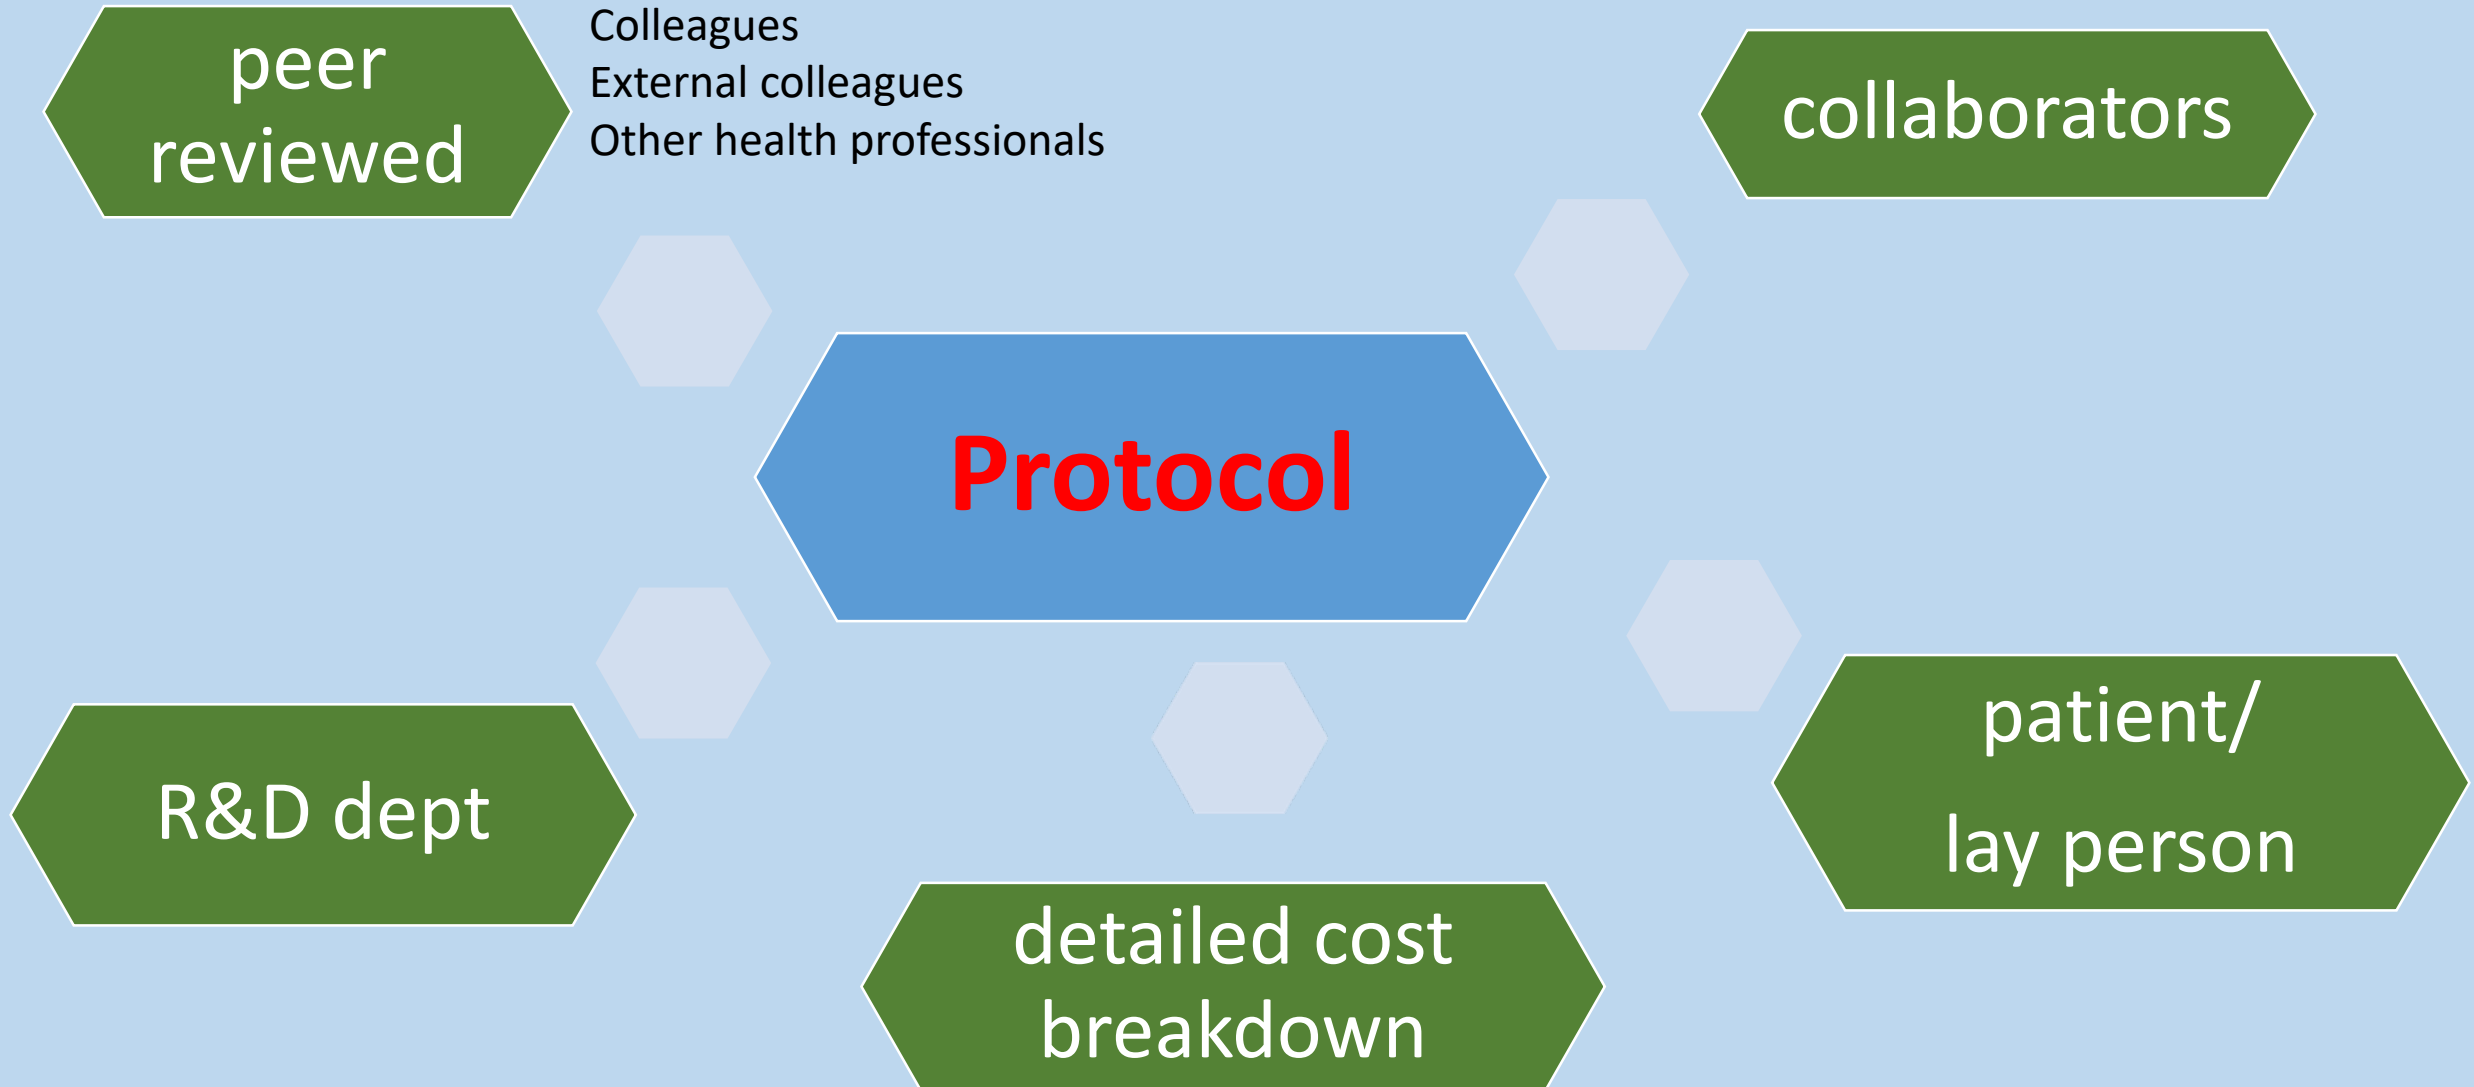 peer
reviewed
Colleagues
External colleagues
Other health professionals
collaborators
Protocol
R&D dept
patient/
lay person
detailed cost
breakdown